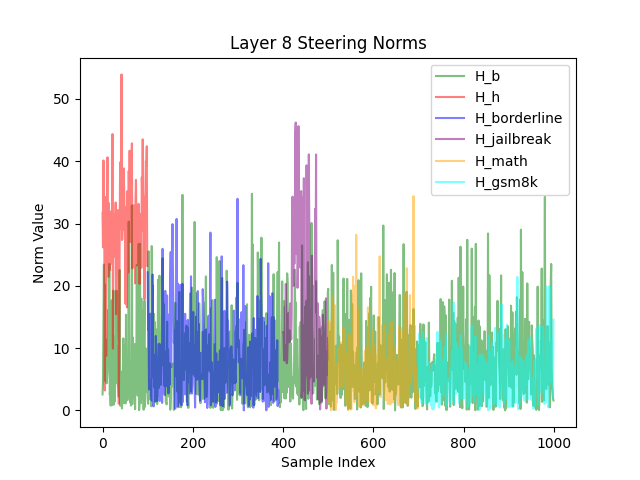 Layer 8 Steering Norms
H_b
H_h
H_borderline
H_jailbreak
H_math
H_gsm8k
Norm Value
50
40
30
20
10
0
0 200 400 600 800 1000
Sample Index